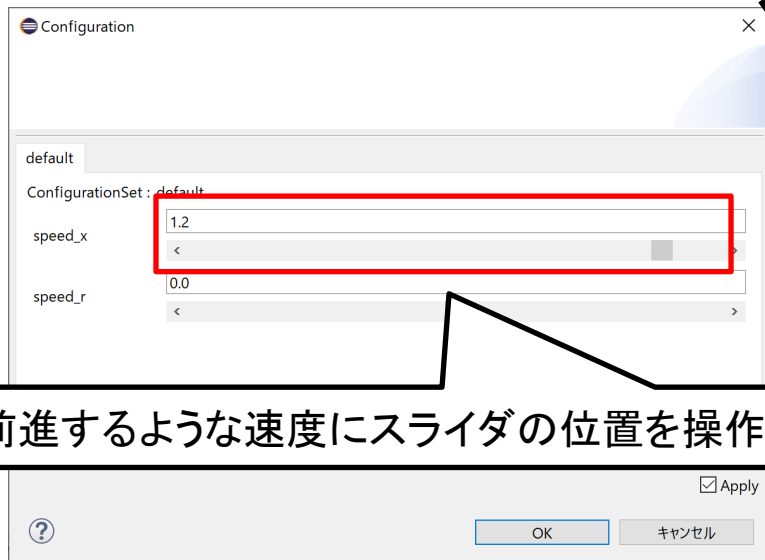 Configuration
default
ConfigurationSet : default
speed_x
1.2
speed_r
0.0
前進するような速度にスライダの位置を操作
Apply
OK
キャンセル